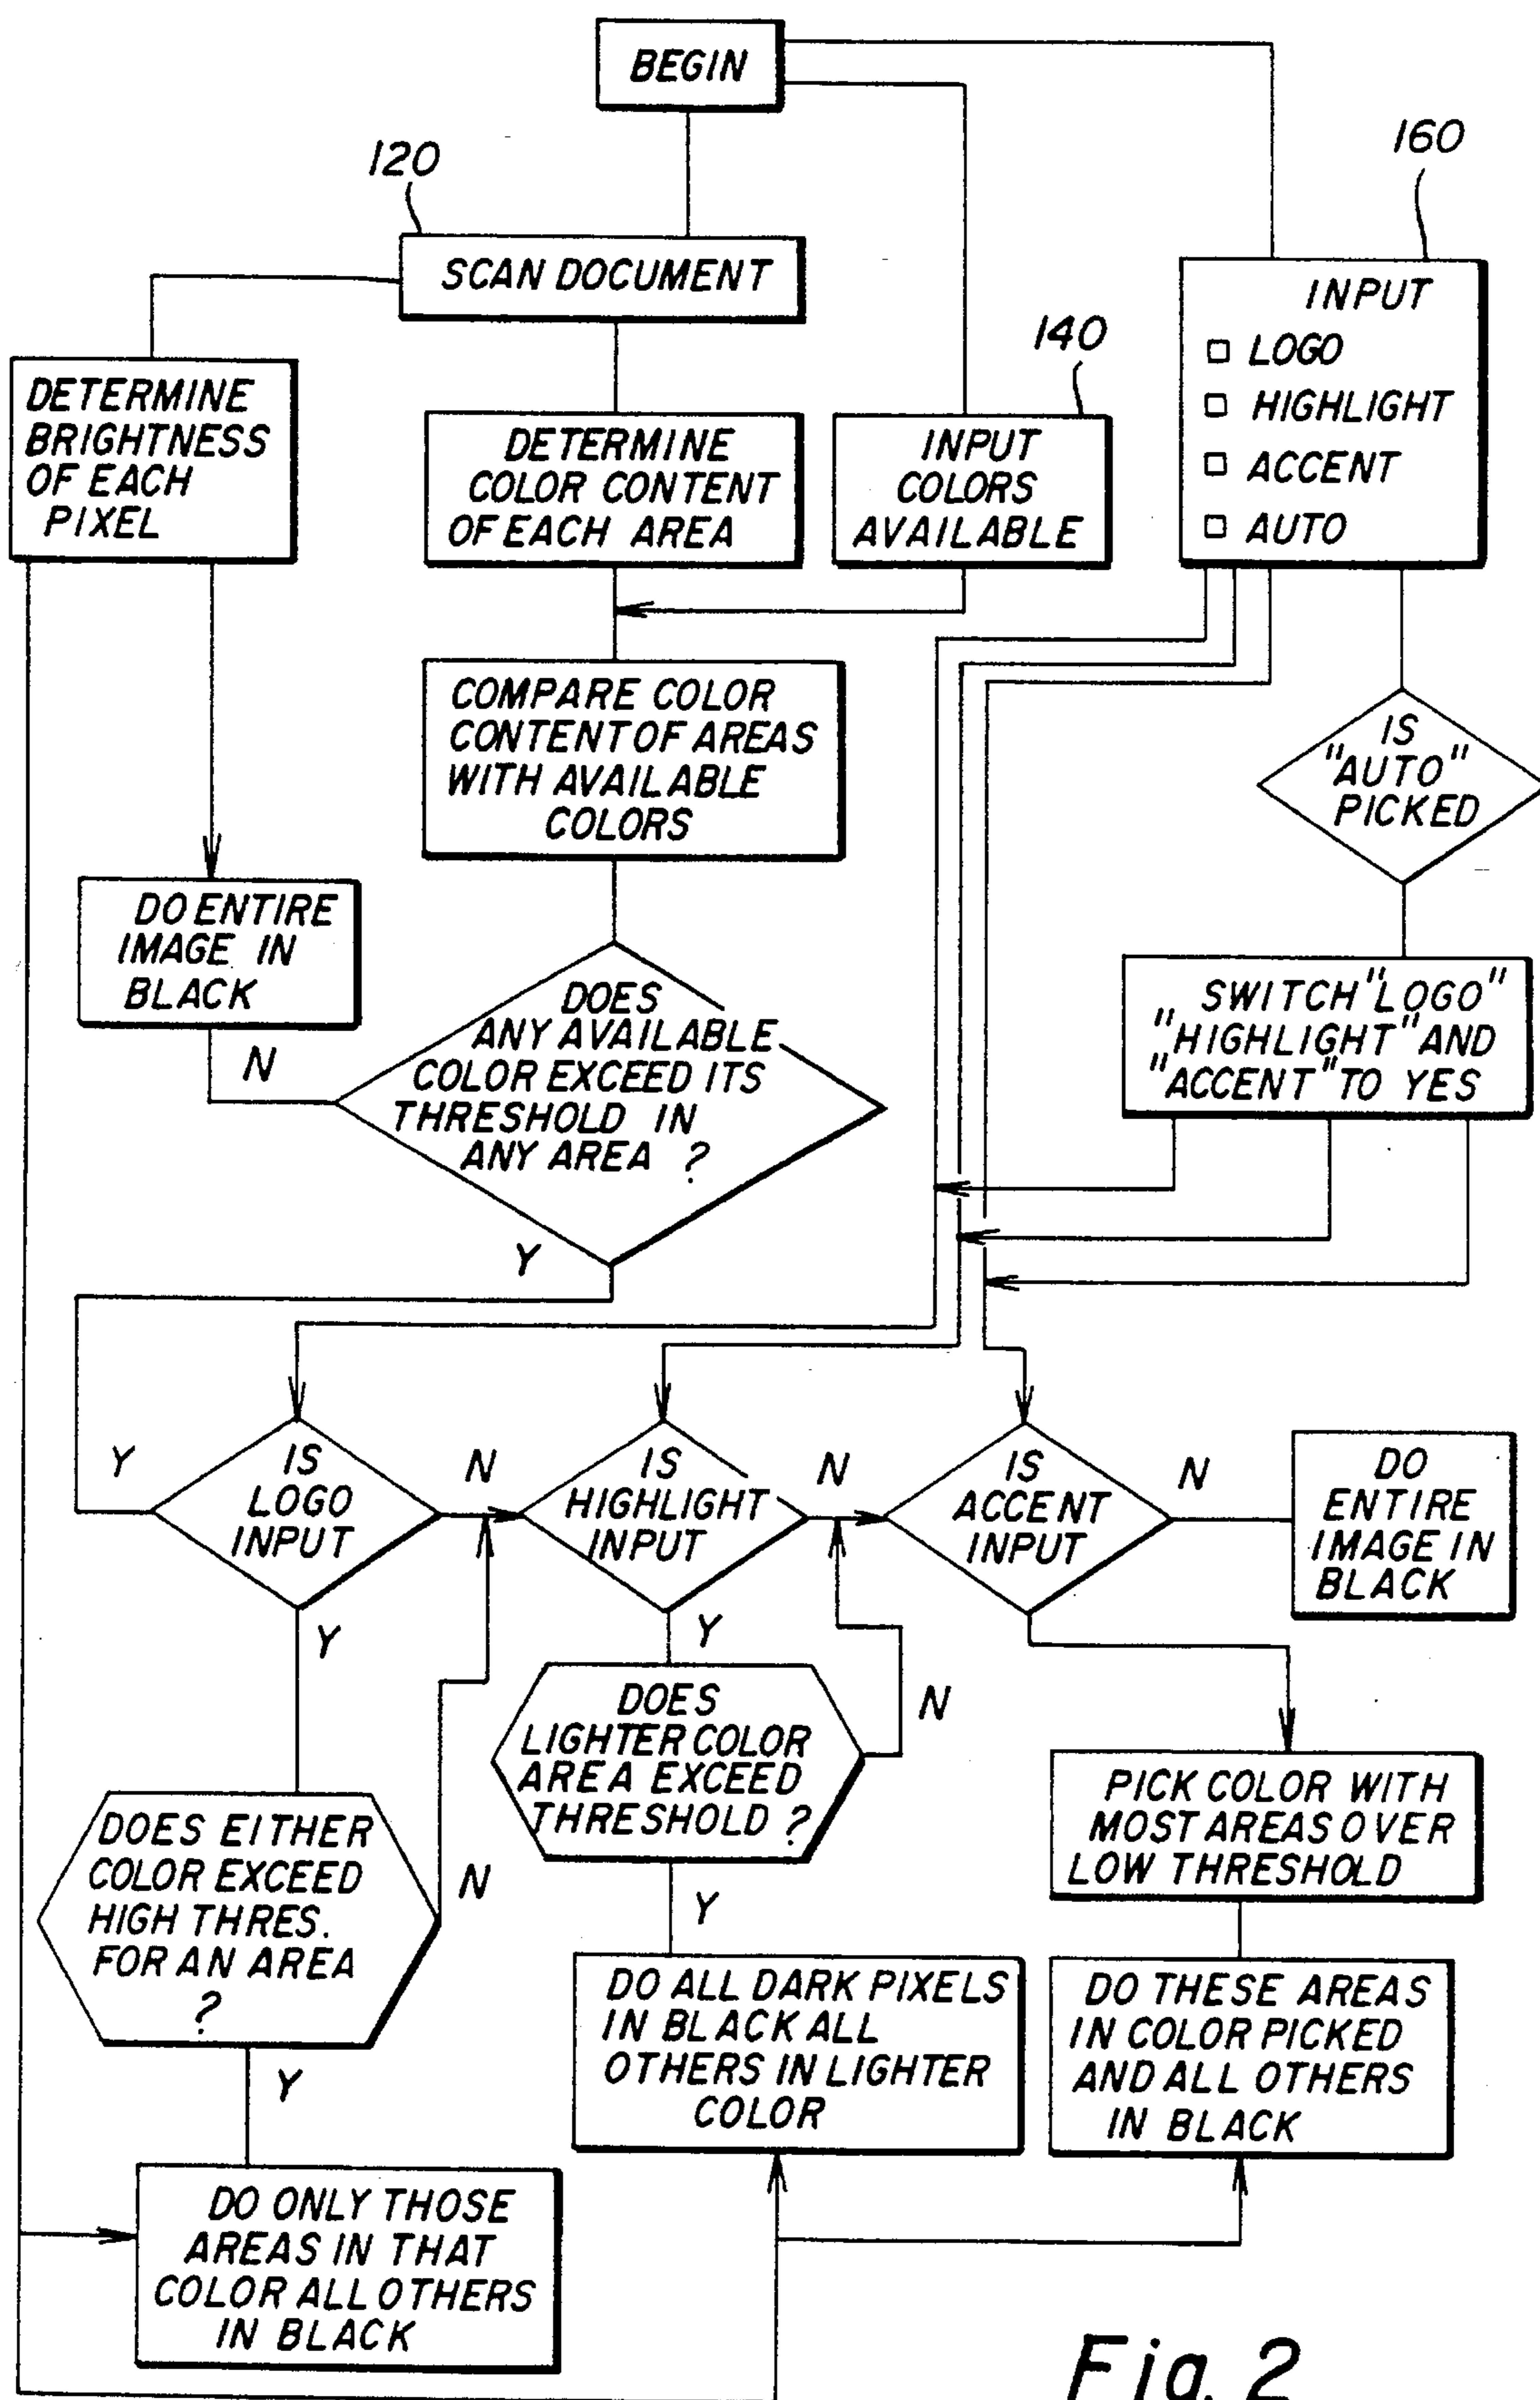 BEGIN
120
160
SCAN DOCUMENT
INPUT
LOGO
HIGHLIGHT
ACCENT
AUTO
140
DETERMINE
BRIGHTNESS
OF EACH
PIXEL
DETERMINE
COLOR CONTENT
OF EACH AREA
INPUT
COLORS
AVAILABLE
COMPARE COLOR
CONTENT OF AREAS
WITH AVAILABLE
COLORS
IS
"AUTO"
PICKED
DO ENTIRE
IMAGE IN
BLACK
N
DOES
ANY AVAILABLE
COLOR EXCEED ITS
THRESHOLD IN
ANY AREA ?
Y
SWITCH "LOGO"
"HIGHLIGHT" AND
"ACCENT" TO YES
Y
IS
LOGO
INPUT
N
IS
HIGHLIGHT
INPUT
N
IS
ACCENT
INPUT
N
DO
ENTIRE
IMAGE IN
BLACK
Y
Y
DOES EITHER
COLOR EXCEED
HIGH THRES.
FOR AN AREA
?
N
DOES
LIGHTER COLOR
AREA EXCEED
THRESHOLD ?
N
PICK COLOR WITH
MOST AREAS OVER
LOW THRESHOLD
Y
Y
DO ONLY THOSE
AREAS IN THAT
COLOR ALL OTHERS
IN BLACK
DO ALL DARK PIXELS
IN BLACK ALL
OTHERS IN LIGHTER
COLOR
DO THESE AREAS
IN COLOR PICKED
AND ALL OTHERS
IN BLACK
Fig. 2